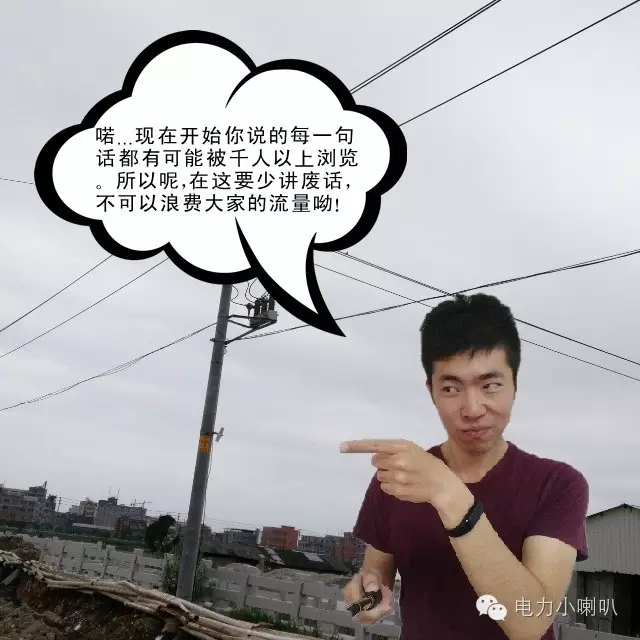 喏...现在开始你说的每一句
话都有可能被千人以上浏览
。所以呢,在这要少讲废话,
不可以浪费大家的流量呦!
电力小喇叭